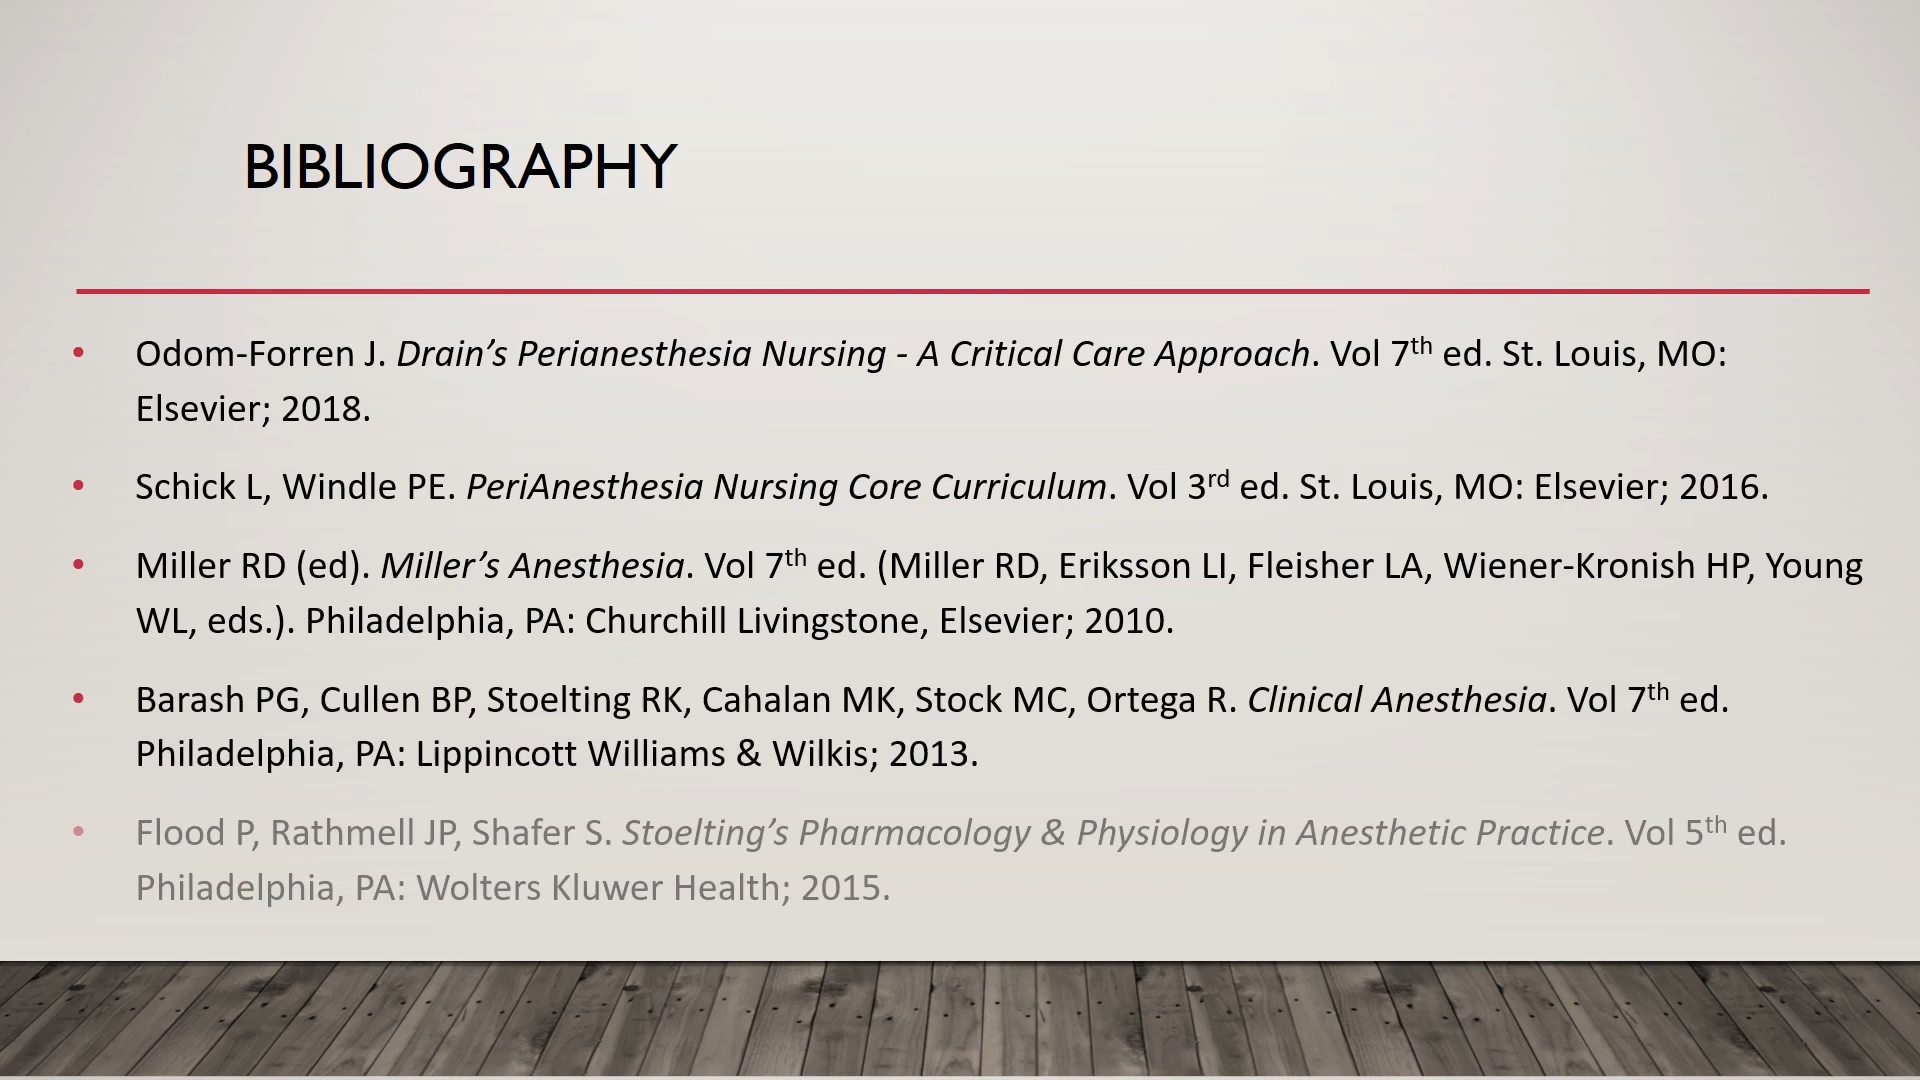 BIBLIOGRAPHY
• Odom-Forren J. Drain’s Perianesthesia Nursing - A Critical Care Approach. Vol 7th ed. St. Louis, MO:
Elsevier; 2018.
• Schick L, Windle PE. PeriAnesthesia Nursing Core Curriculum. Vol 3rd ed. St. Louis, MO: Elsevier; 2016.
• Miller RD (ed). Miller’s Anesthesia. Vol 7th ed. (Miller RD, Eriksson LI, Fleisher LA, Wiener-Kronish HP, Young
WL, eds.). Philadelphia, PA: Churchill Livingstone, Elsevier; 2010.
• Barash PG, Cullen BP, Stoelting RK, Cahalan MK, Stock MC, Ortega R. Clinical Anesthesia. Vol 7th ed.
Philadelphia, PA: Lippincott Williams & Wilkis; 2013.
• Flood P, Rathmell JP, Shafer S. Stoelting’s Pharmacology & Physiology in Anesthetic Practice. Vol 5th ed.
Philadelphia, PA: Wolters Kluwer Health; 2015.